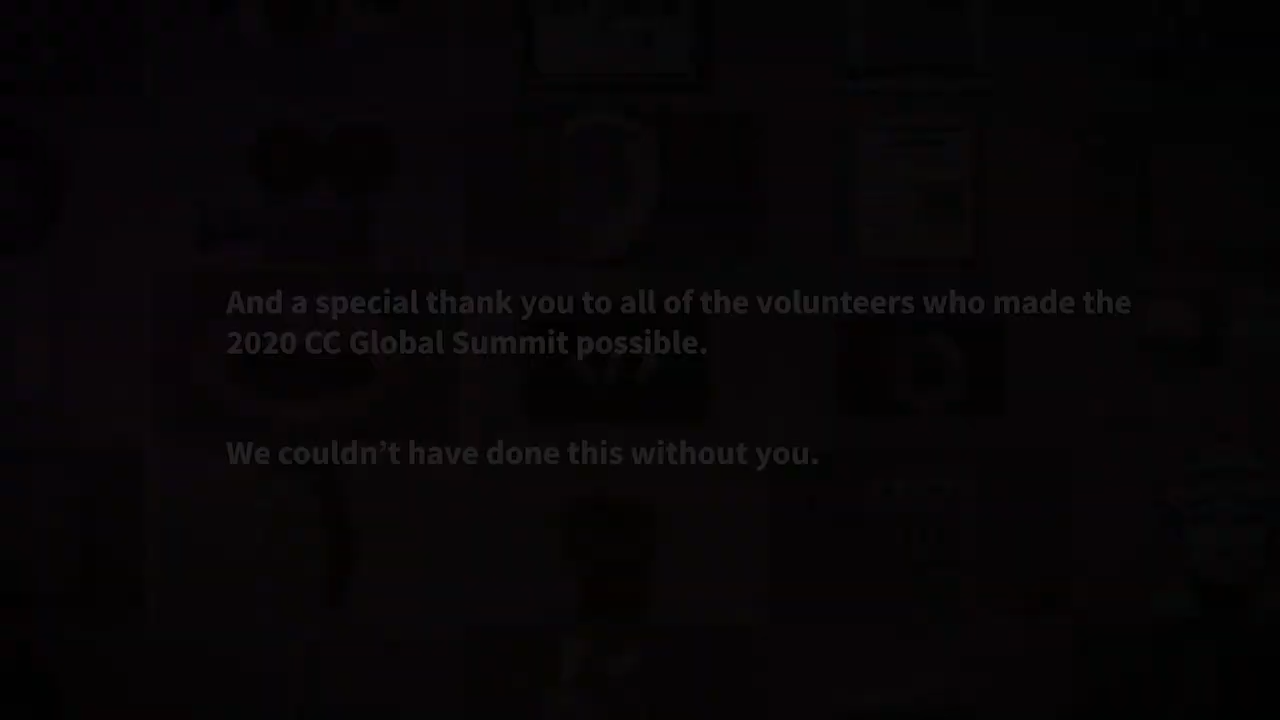 And a special thank you to all of the volunteers who made the
2020 CC Global Summit possible.
We couldn’t have done this without you.